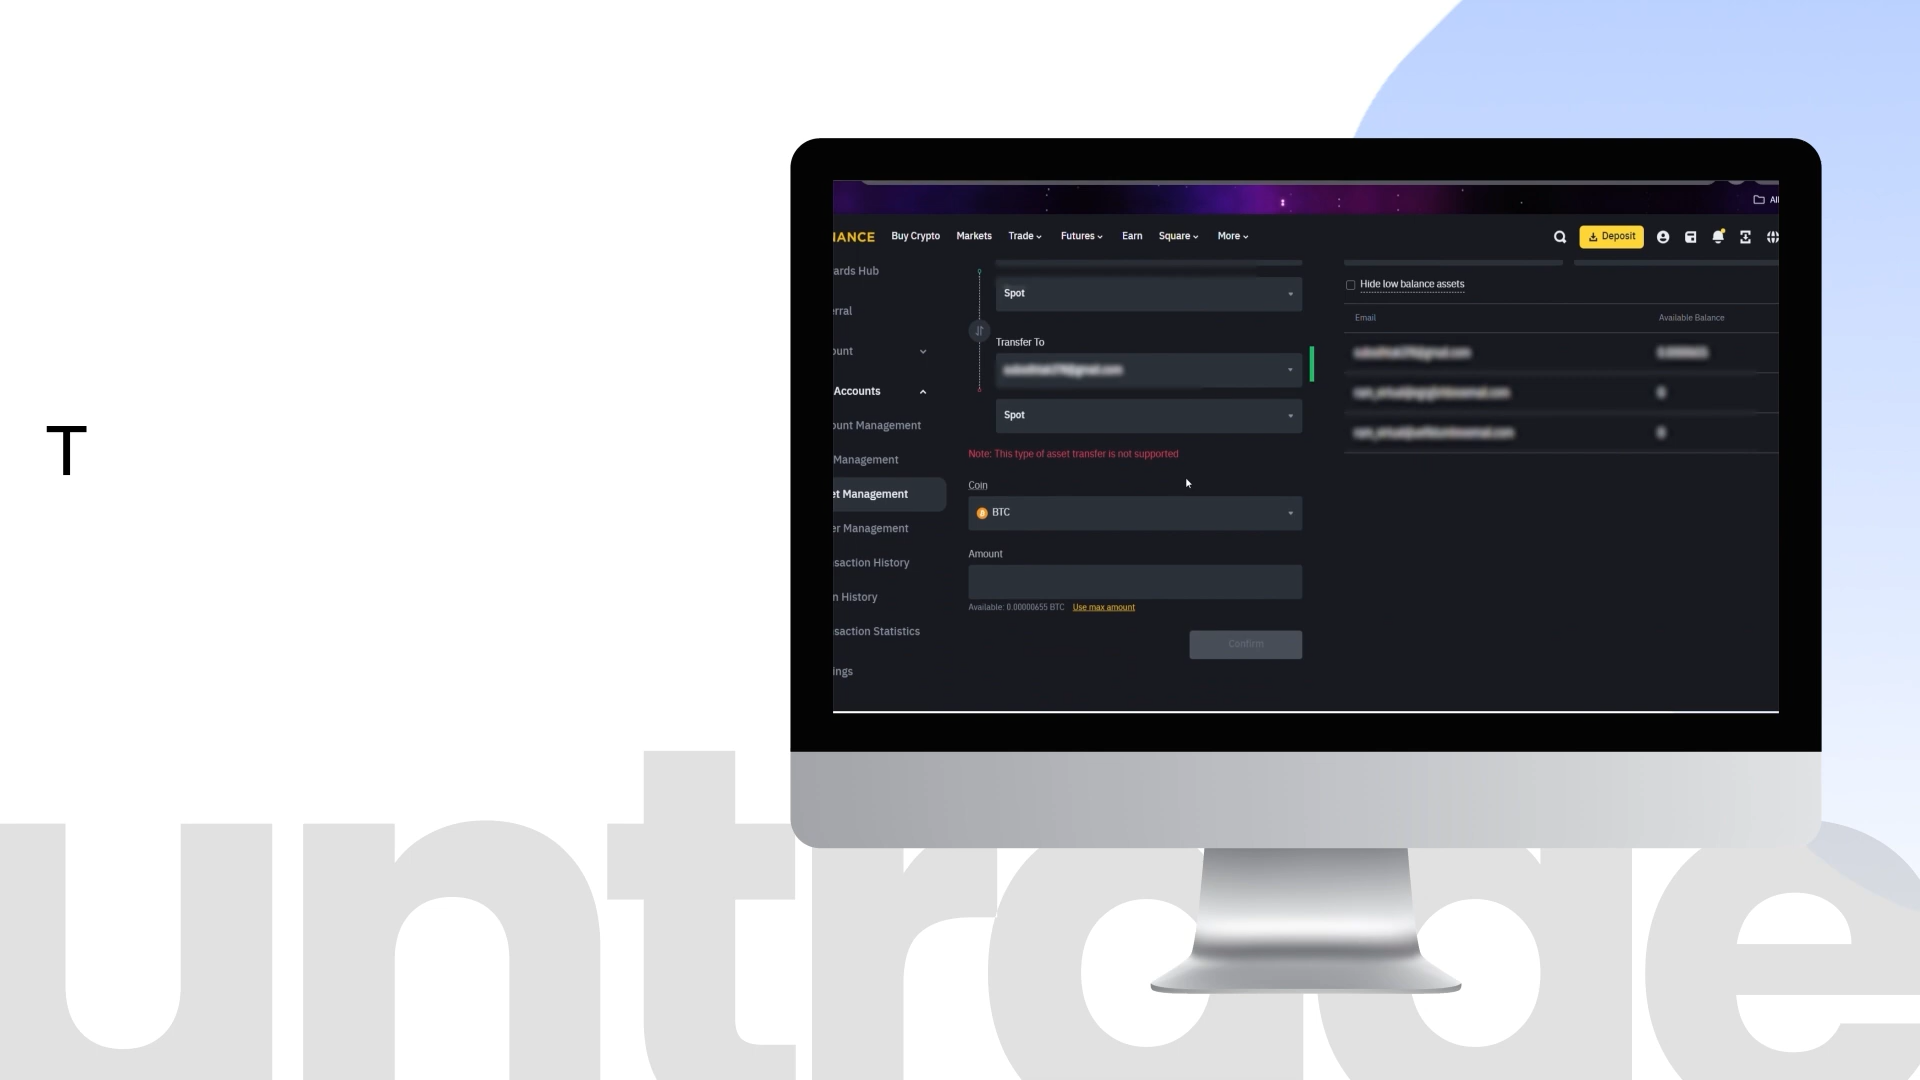 T
All
NANCE Buy Crypto Markets Trade Futures Earn Square More Deposit
ards Hub
erral
ount
Accounts
ount Management
Management
et Management
er Management
saction History
n History
saction Statistics
ings
Spot
Transfer To
Spot
Note: This type of asset transfer is not supported
Coin
BTC
Amount
Available: 0.00000655 BTC Use max amount
Confirm
Hide low balance assets
Email Available Balance
0
0
untrade